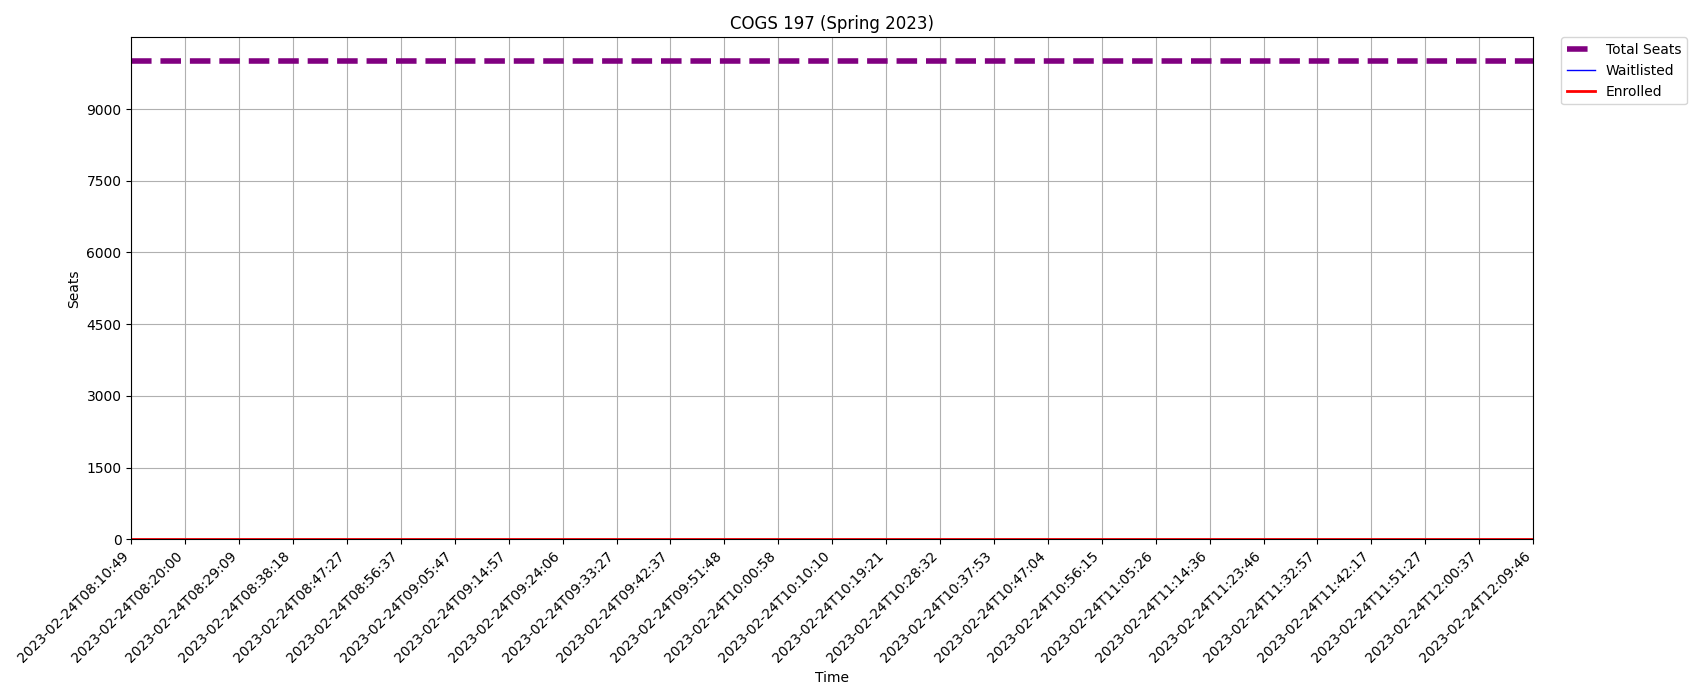 COGS 197 (Spring 2023)
Total Seats
Waitlisted
Enrolled
Seats
9000
7500
6000
4500
3000
1500
0
2023-02-24T08:10:49
2023-02-24T08:20:00
2023-02-24T08:29:09
2023-02-24T08:38:18
2023-02-24T08:47:27
2023-02-24T08:56:37
2023-02-24T09:05:47
2023-02-24T09:14:57
2023-02-24T09:24:06
2023-02-24T09:33:27
2023-02-24T09:42:37
2023-02-24T09:51:48
2023-02-24T10:00:58
2023-02-24T10:10:10
2023-02-24T10:19:21
2023-02-24T10:28:32
2023-02-24T10:37:53
2023-02-24T10:47:04
2023-02-24T10:56:15
2023-02-24T11:05:26
2023-02-24T11:14:36
2023-02-24T11:23:46
2023-02-24T11:32:57
2023-02-24T11:42:17
2023-02-24T11:51:27
2023-02-24T12:00:37
2023-02-24T12:09:46
Time